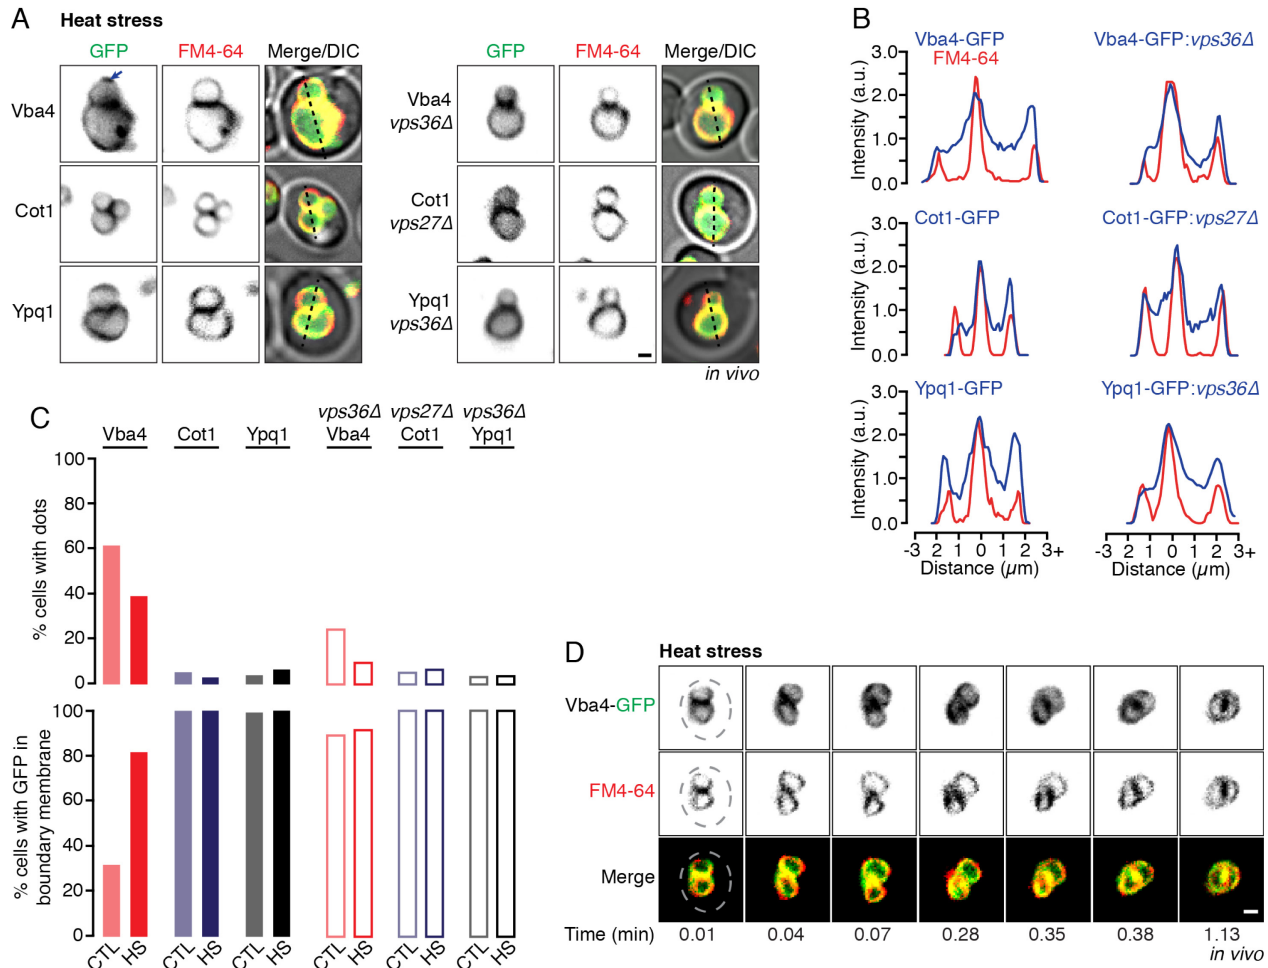 A
Heat stress
GFP FM4-64 Merge/DIC
GFP FM4-64 Merge/DIC
Vba4
Cot1
Ypq1
Vba4
vps36Δ
Cot1
vps27Δ
Ypq1
vps36Δ
in vivo
B
Vba4-GFP
FM4-64
Vba4-GFP:vps36Δ
Intensity (a.u.)
3.0
2.0
1.0
0.0
Cot1-GFP
Cot1-GFP:vps27Δ
Intensity (a.u.)
3.0
2.0
1.0
0.0
Ypq1-GFP
Ypq1-GFP:vps36Δ
Intensity (a.u.)
3.0
2.0
1.0
0.0
-3 2 1 0 1 2 3+
Distance (µm)
-3 2 1 0 1 2 3+
Distance (µm)
C
Vba4 Cot1 Ypq1
vps36Δ vps27Δ vps36Δ
Vba4 Cot1 Ypq1
% cells with dots
100
80
60
40
20
0
% cells with GFP in
boundary membrane
100
80
60
40
20
0
CTL HS CTL HS CTL HS CTL HS CTL HS CTL HS
D
Heat stress
Vba4-GFP
FM4-64
Merge
Time (min) 0.01 0.04 0.07 0.28 0.35 0.38 1.13
in vivo